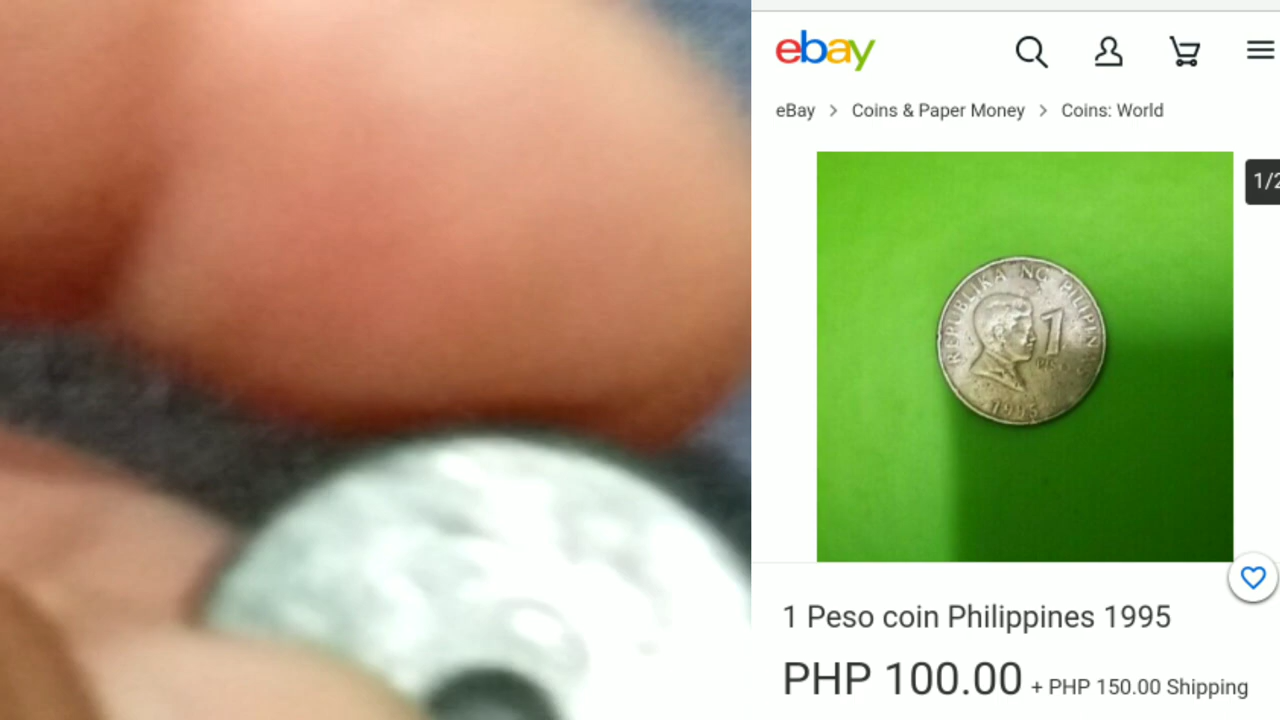 ebay
eBay > Coins & Paper Money > Coins: World
1/2
REPUBLIKA NG PILIPIN
1
1995
1 Peso coin Philippines 1995
PHP 100.00 + PHP 150.00 Shipping